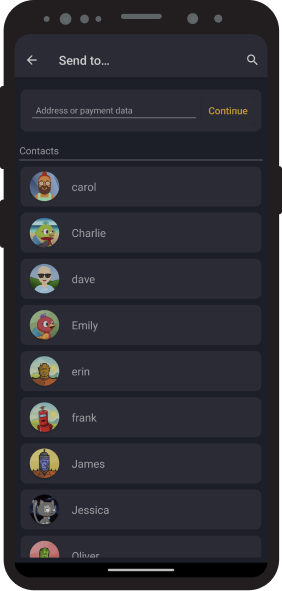 Send to...
Address or payment data
Continue
Contacts
carol
Charlie
dave
Emily
erin
frank
James
Jessica
Oliver